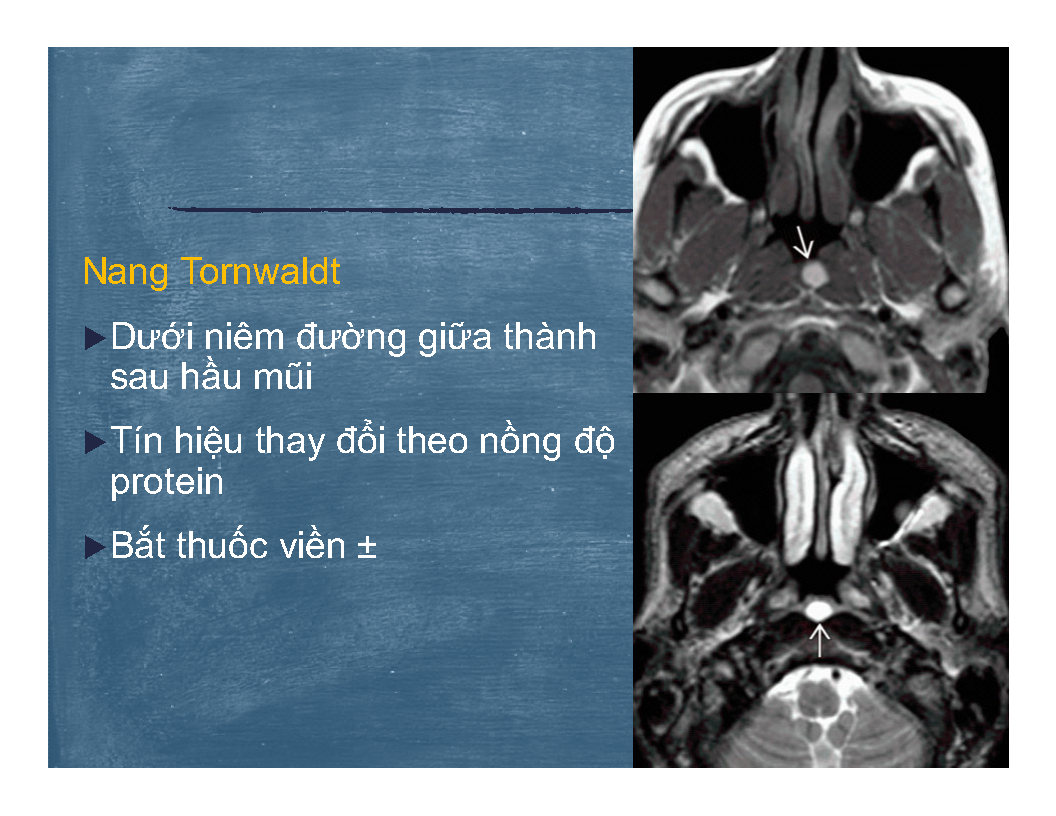 Nang Tornwaldt
►Dưới niêm đường giữa thành
sau hầu mũi
►Tín hiệu thay đổi theo nồng độ
protein
►Bắt thuốc viền ±